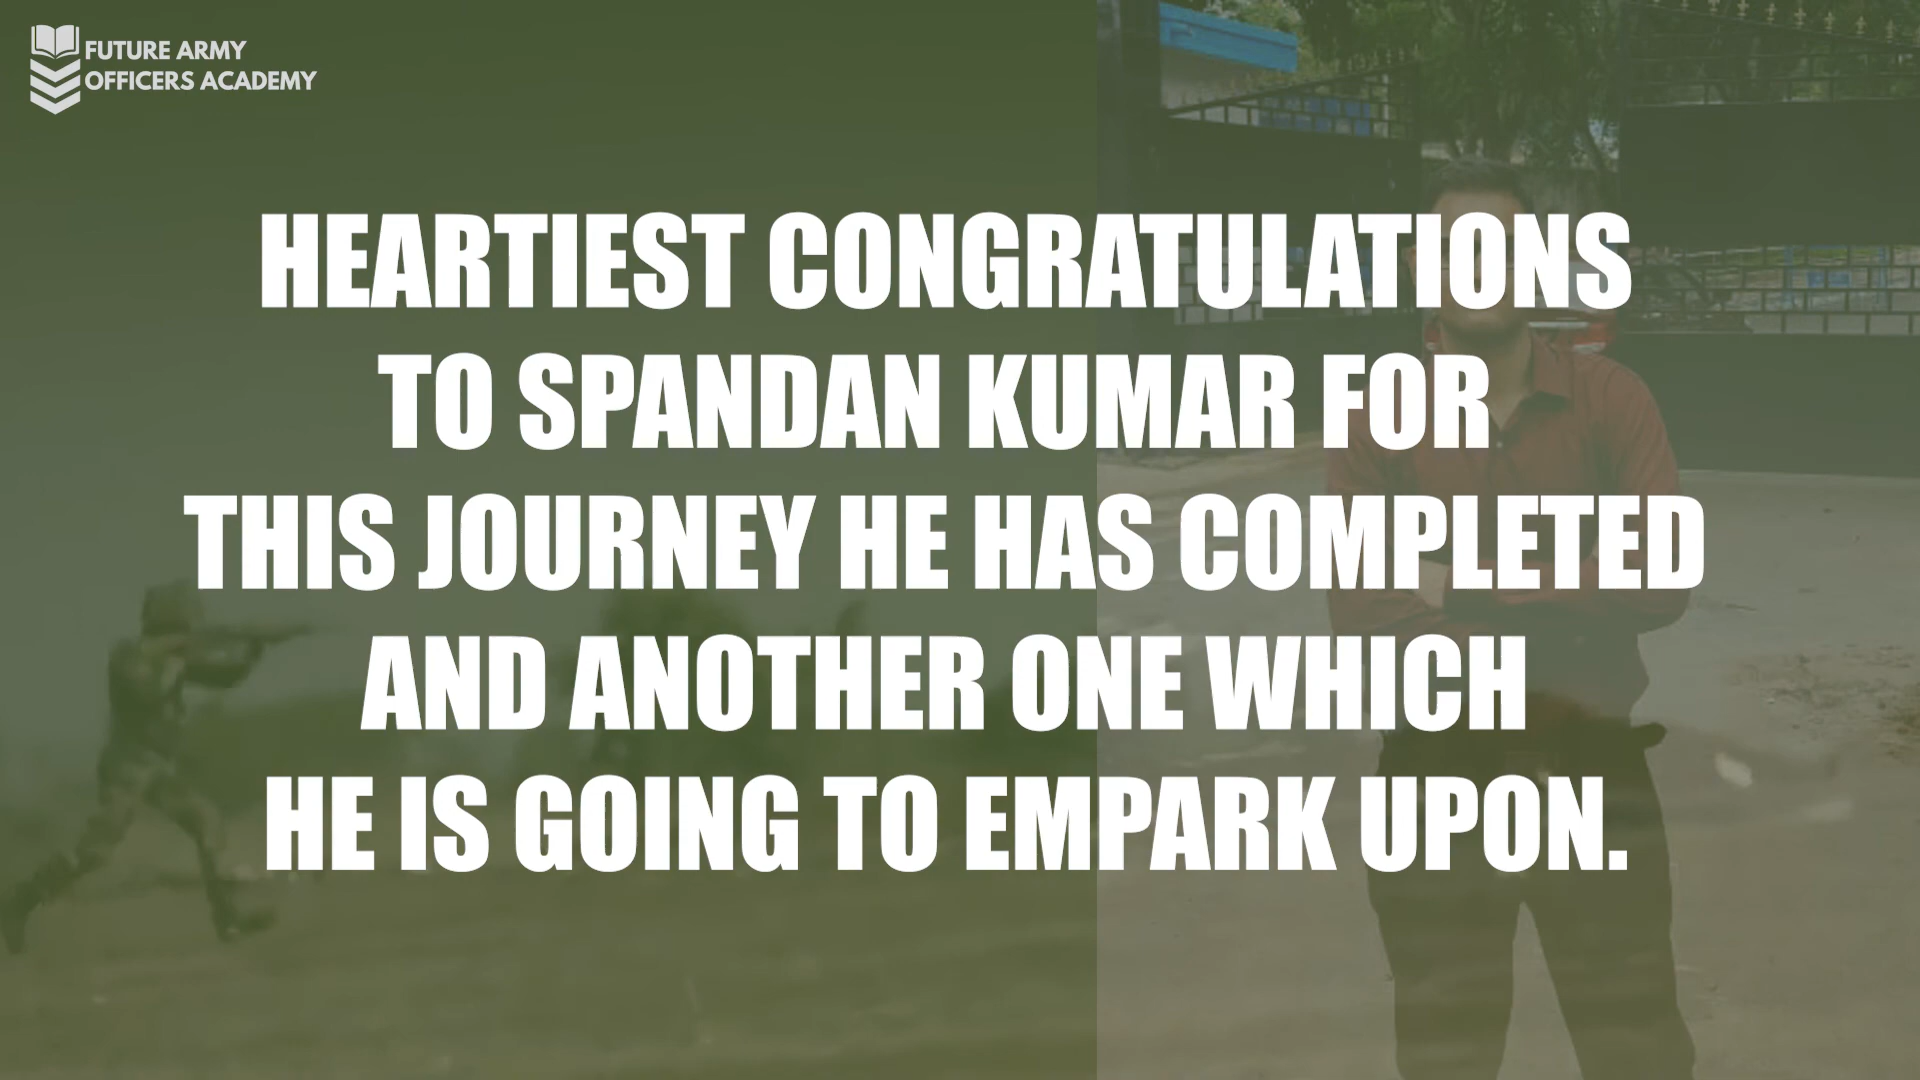 FUTURE ARMY
OFFICERS ACADEMY
HEARTIEST CONGRATULATIONS
TO SPANDAN KUMAR FOR
THIS JOURNEY HE HAS COMPLETED
AND ANOTHER ONE WHICH
HE IS GOING TO EMPARK UPON.